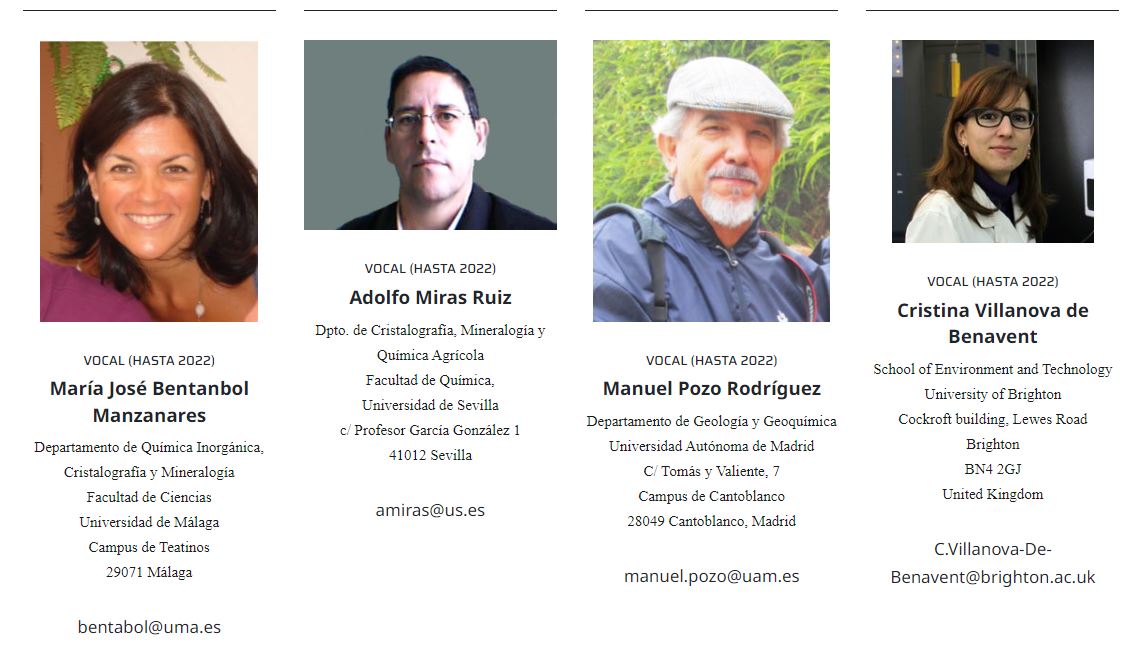 VOCAL (HASTA 2022)
María José Bentanbol
Manzanares
Departamento de Química Inorgánica,
Cristalografía y Mineralogía
Facultad de Ciencias
Universidad de Málaga
Campus de Teatinos
29071 Málaga
bentabol@uma.es
VOCAL (HASTA 2022)
Adolfo Miras Ruiz
Dpto. de Cristalografía, Mineralogía y
Química Agrícola
Facultad de Química,
Universidad de Sevilla
c/ Profesor García González 1
41012 Sevilla
amiras@us.es
VOCAL (HASTA 2022)
Manuel Pozo Rodríguez
Departamento de Geología y Geoquímica
Universidad Autónoma de Madrid
C/ Tomás y Valiente, 7
Campus de Cantoblanco
28049 Cantoblanco, Madrid
manuel.pozo@uam.es
VOCAL (HASTA 2022)
Cristina Villanova de
Benavent
School of Environment and Technology
University of Brighton
Cockroft building, Lewes Road
Brighton
BN4 2GJ
United Kingdom
C.Villanova-De-
Benavent@brighton.ac.uk